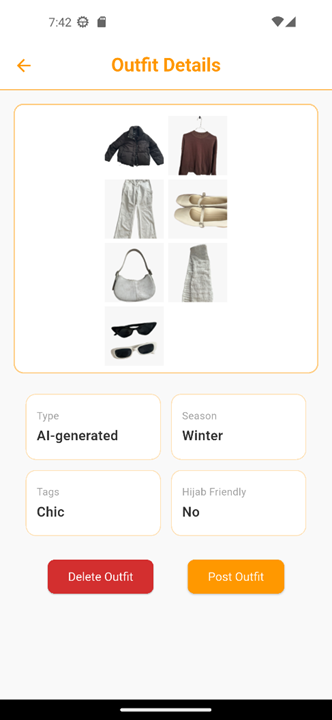 7:42
Outfit Details
Type
AI-generated
Season
Winter
Tags
Chic
Hijab Friendly
No
Delete Outfit
Post Outfit